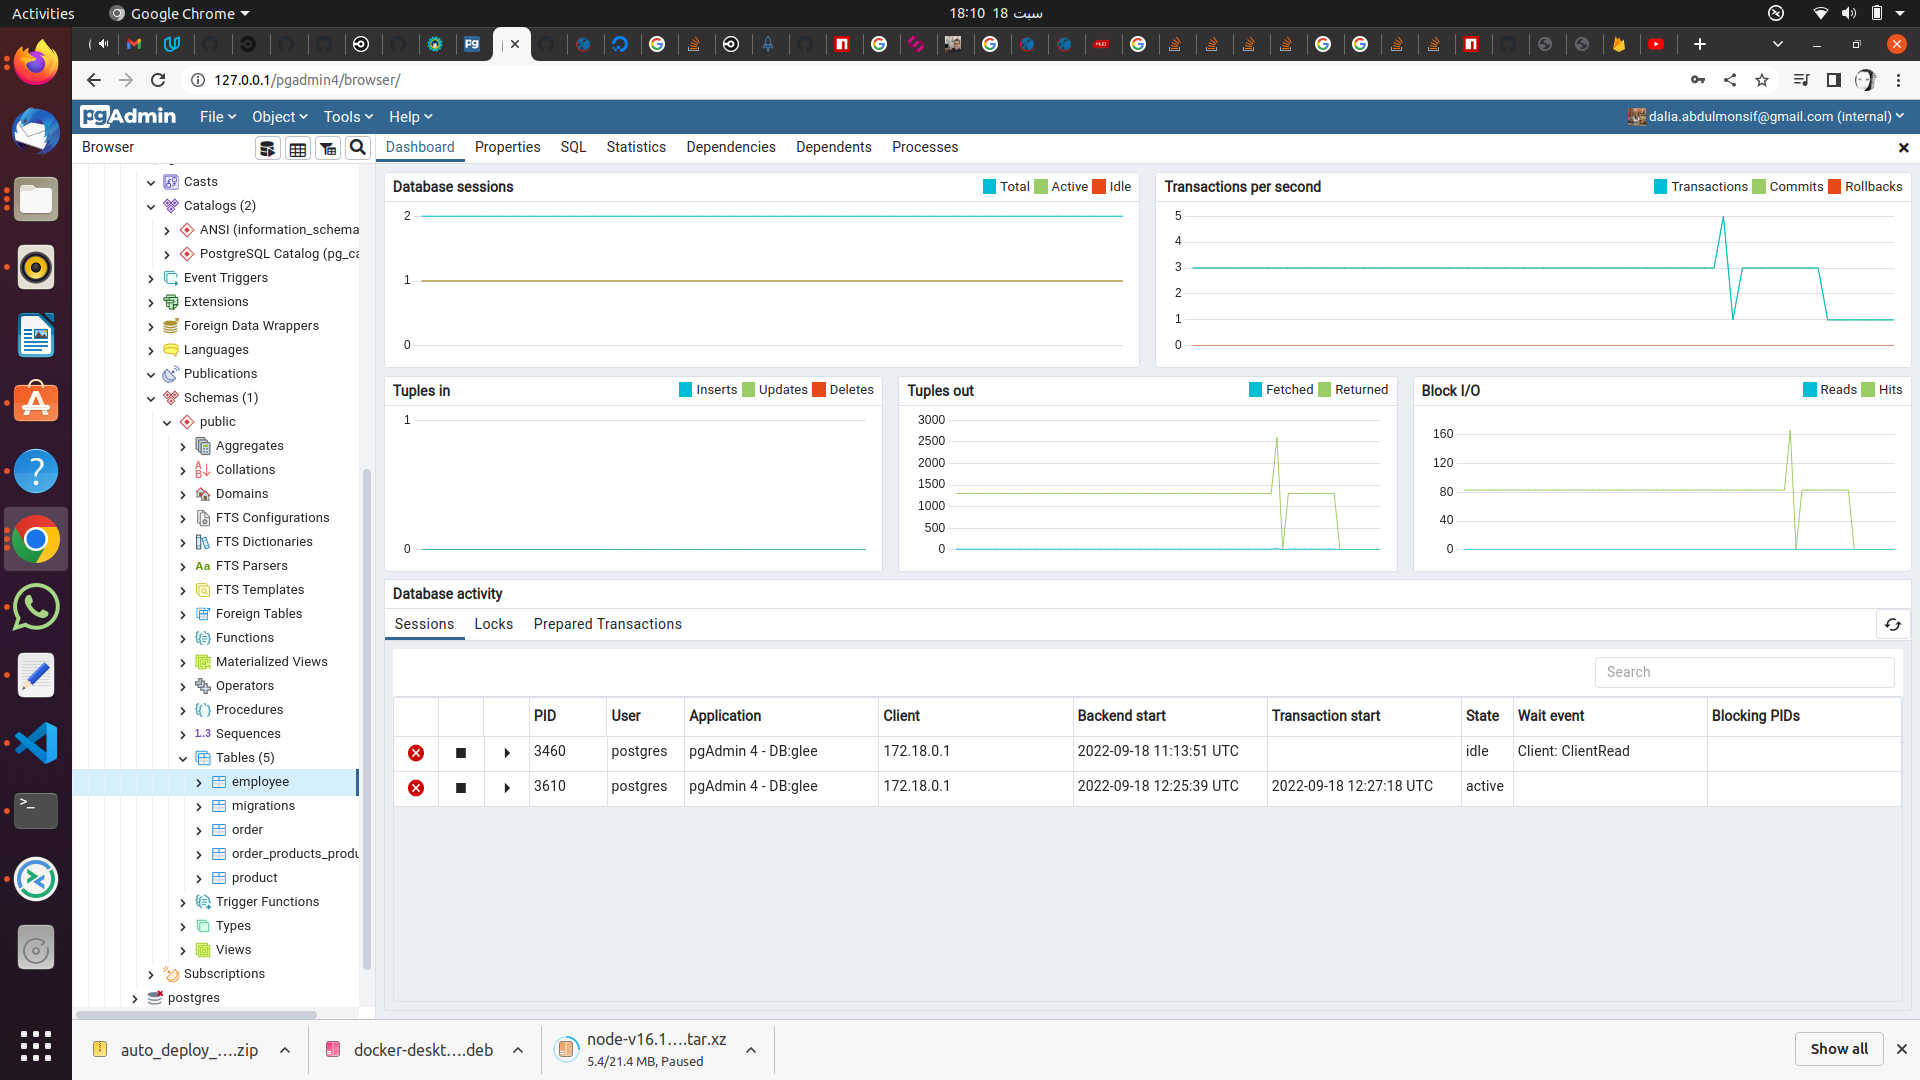 Activities
Google Chrome
18:10 18 سبت
127.0.0.1/pgadmin4/browser/
pgAdmin
File
Object
Tools
Help
dalia.abdulmonsif@gmail.com (internal)
Browser
Dashboard
Properties
SQL
Statistics
Dependencies
Dependents
Processes
Casts
Catalogs (2)
ANSI (information_schema
PostgreSQL Catalog (pg_ca
Event Triggers
Extensions
Foreign Data Wrappers
Languages
Publications
Schemas (1)
public
Aggregates
Collations
Domains
FTS Configurations
FTS Dictionaries
Aa FTS Parsers
FTS Templates
Foreign Tables
Functions
Materialized Views
Operators
Procedures
1..3 Sequences
Tables (5)
employee
migrations
order
order_products_produ
product
Trigger Functions
Types
Views
Subscriptions
postgres
Database sessions
Total Active Idle
2
1
0
Transactions per second
Transactions Commits Rollbacks
5
4
3
2
1
0
Tuples in
Inserts Updates Deletes
1
0
Tuples out
Fetched Returned
3000
2500
2000
1500
1000
500
0
Block I/O
Reads Hits
160
120
80
40
0
Database activity
Sessions
Locks
Prepared Transactions
Search
PID User Application Client Backend start Transaction start State Wait event Blocking PIDs
3460 postgres pgAdmin 4 - DB:glee 172.18.0.1 2022-09-18 11:13:51 UTC idle Client: ClientRead
3610 postgres pgAdmin 4 - DB:glee 172.18.0.1 2022-09-18 12:25:39 UTC 2022-09-18 12:27:18 UTC active
auto_deploy_....zip
docker-deskt....deb
node-v16.1....tar.xz
5.4/21.4 MB, Paused
Show all